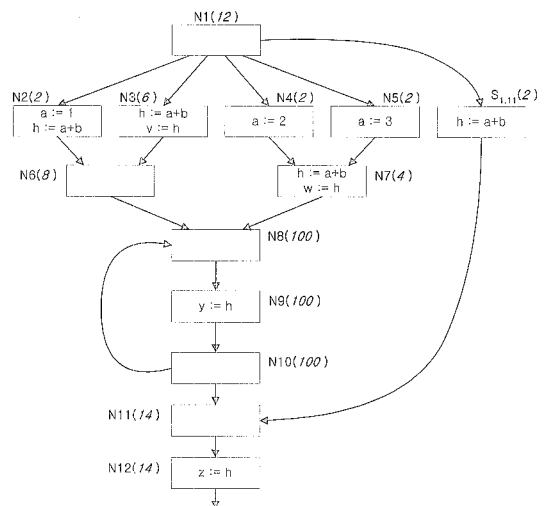 N1(12)
N2(2)
a := 1
h := a+b
N3(6)
h := a+b
v := h
N4(2)
a := 2
N5(2)
a := 3
S1,11(2)
h := a+b
N6(8)
h := a+b
w := h
N7(4)
N8(100)
y := h
N9(100)
N10(100)
N11(14)
N12(14)
z := h